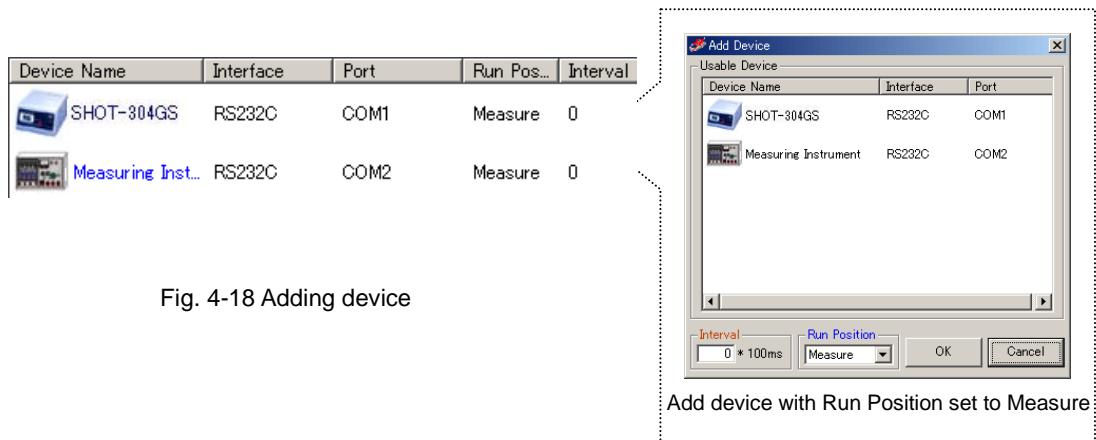 Device Name Interface Port Run Pos... Interval
SHOT-304GS RS232C COM1 Measure 0
Measuring Inst... RS232C COM2 Measure 0
Fig. 4-18 Adding device
Add Device
Usable Device
Device Name Interface Port
SHOT-304GS RS232C COM1
Measuring Instrument RS232C COM2
Interval Run Position
0 * 100ms Measure OK Cancel
Add device with Run Position set to Measure